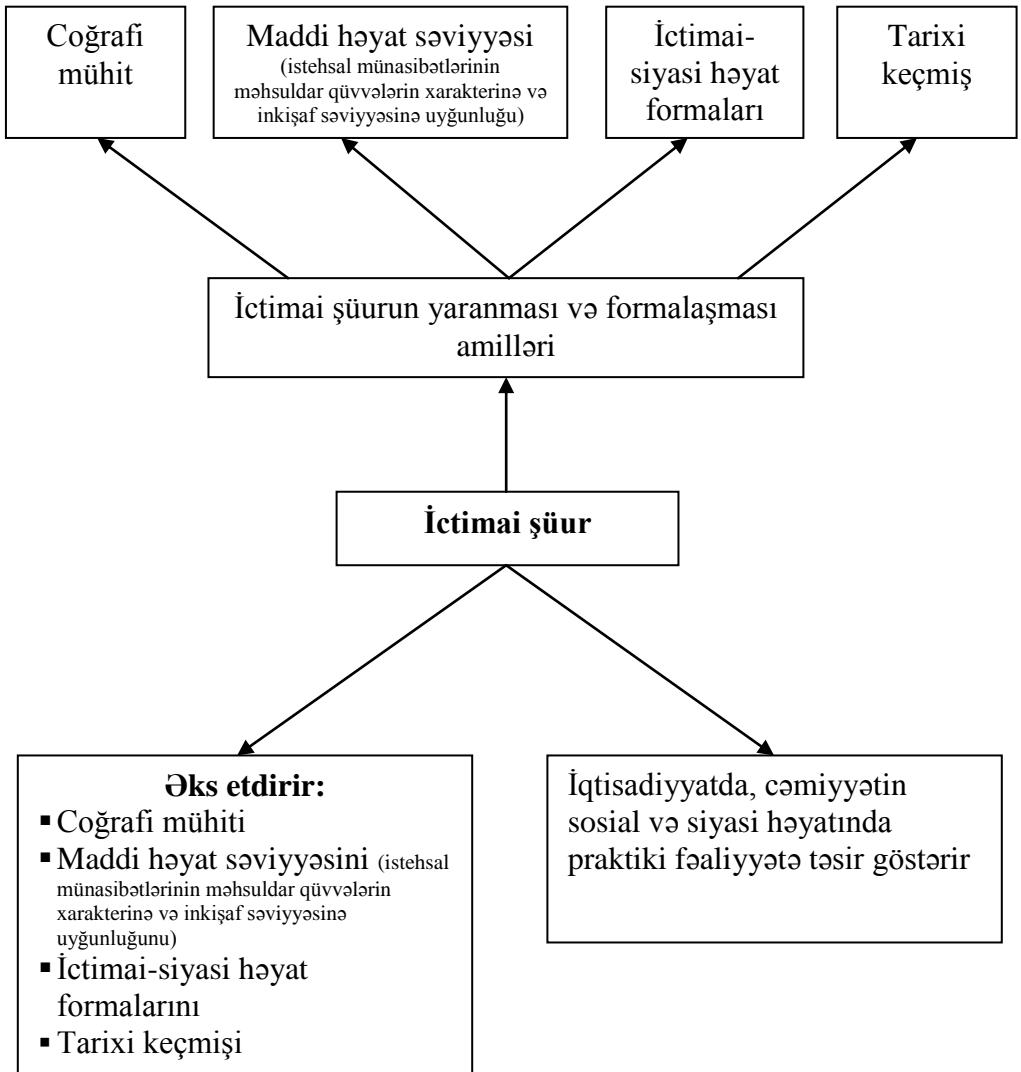 Coğrafi
mühit
Maddi həyat səviyyəsi
(istehsal münasibətlərinin
məhsuldar qüvvələrin xarakterinə və
inkişaf səviyyəsinə uyğunluğu)
İctimai-
siyasi həyat
formaları
Tarixi
keçmiş
İctimai şüurun yaranması və formalaşması
amilləri
İctimai şüur
Əks etdirir:
▪ Coğrafi mühiti
▪ Maddi həyat səviyyəsini (istehsal
münasibətlərinin məhsuldar qüvvələrin
xarakterinə və inkişaf səviyyəsinə
uyğunluğunu)
▪ İctimai-siyasi həyat
formalarını
▪ Tarixi keçmişi
İqtisadiyyatda, cəmiyyətin
sosial və siyasi həyatında
praktiki fəaliyyətə təsir göstərir